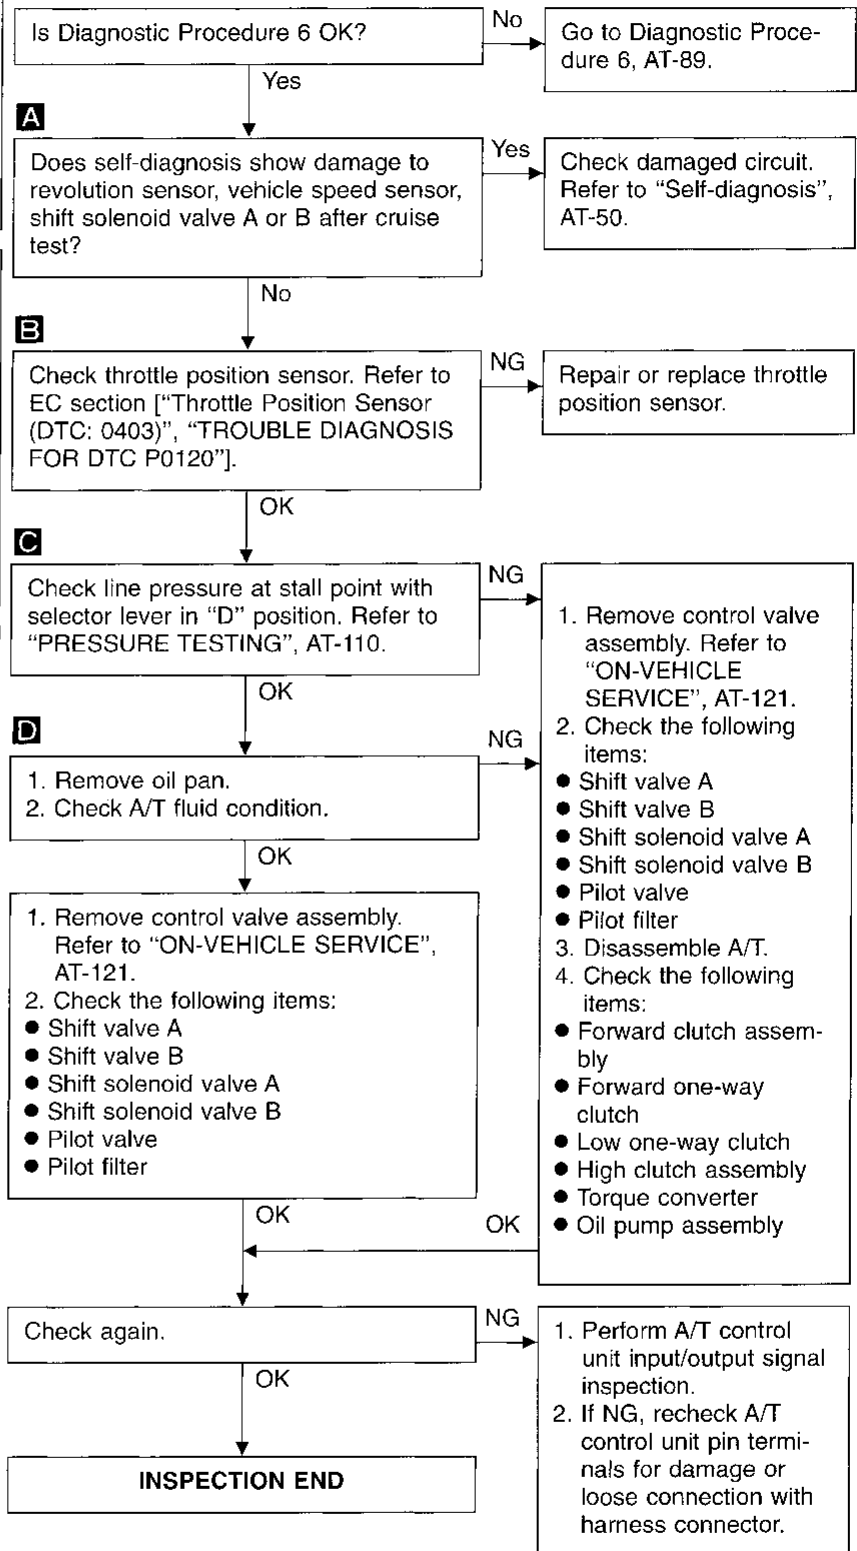 Is Diagnostic Procedure 6 OK?
No
Go to Diagnostic Proce-
dure 6, AT-89.
Yes
A
Does self-diagnosis show damage to
revolution sensor, vehicle speed sensor,
shift solenoid valve A or B after cruise
test?
Yes
Check damaged circuit.
Refer to “Self-diagnosis”,
AT-50.
No
B
Check throttle position sensor. Refer to
EC section [“Throttle Position Sensor
(DTC: 0403)”, “TROUBLE DIAGNOSIS
FOR DTC P0120”].
NG
Repair or replace throttle
position sensor.
OK
C
Check line pressure at stall point with
selector lever in “D” position. Refer to
“PRESSURE TESTING”, AT-110.
NG
OK
D
1. Remove oil pan.
2. Check A/T fluid condition.
NG
1. Remove control valve
assembly. Refer to
“ON-VEHICLE
SERVICE”, AT-121.
2. Check the following
items:
● Shift valve A
● Shift valve B
● Shift solenoid valve A
● Shift solenoid valve B
● Pilot valve
● Pilot filter
3. Disassemble A/T.
4. Check the following
items:
● Forward clutch assem-
bly
● Forward one-way
clutch
● Low one-way clutch
● High clutch assembly
● Torque converter
● Oil pump assembly
OK
1. Remove control valve assembly.
Refer to “ON-VEHICLE SERVICE”,
AT-121.
2. Check the following items:
● Shift valve A
● Shift valve B
● Shift solenoid valve A
● Shift solenoid valve B
● Pilot valve
● Pilot filter
OK
OK
Check again.
NG
1. Perform A/T control
unit input/output signal
inspection.
2. If NG, recheck A/T
control unit pin termi-
nals for damage or
loose connection with
harness connector.
OK
INSPECTION END